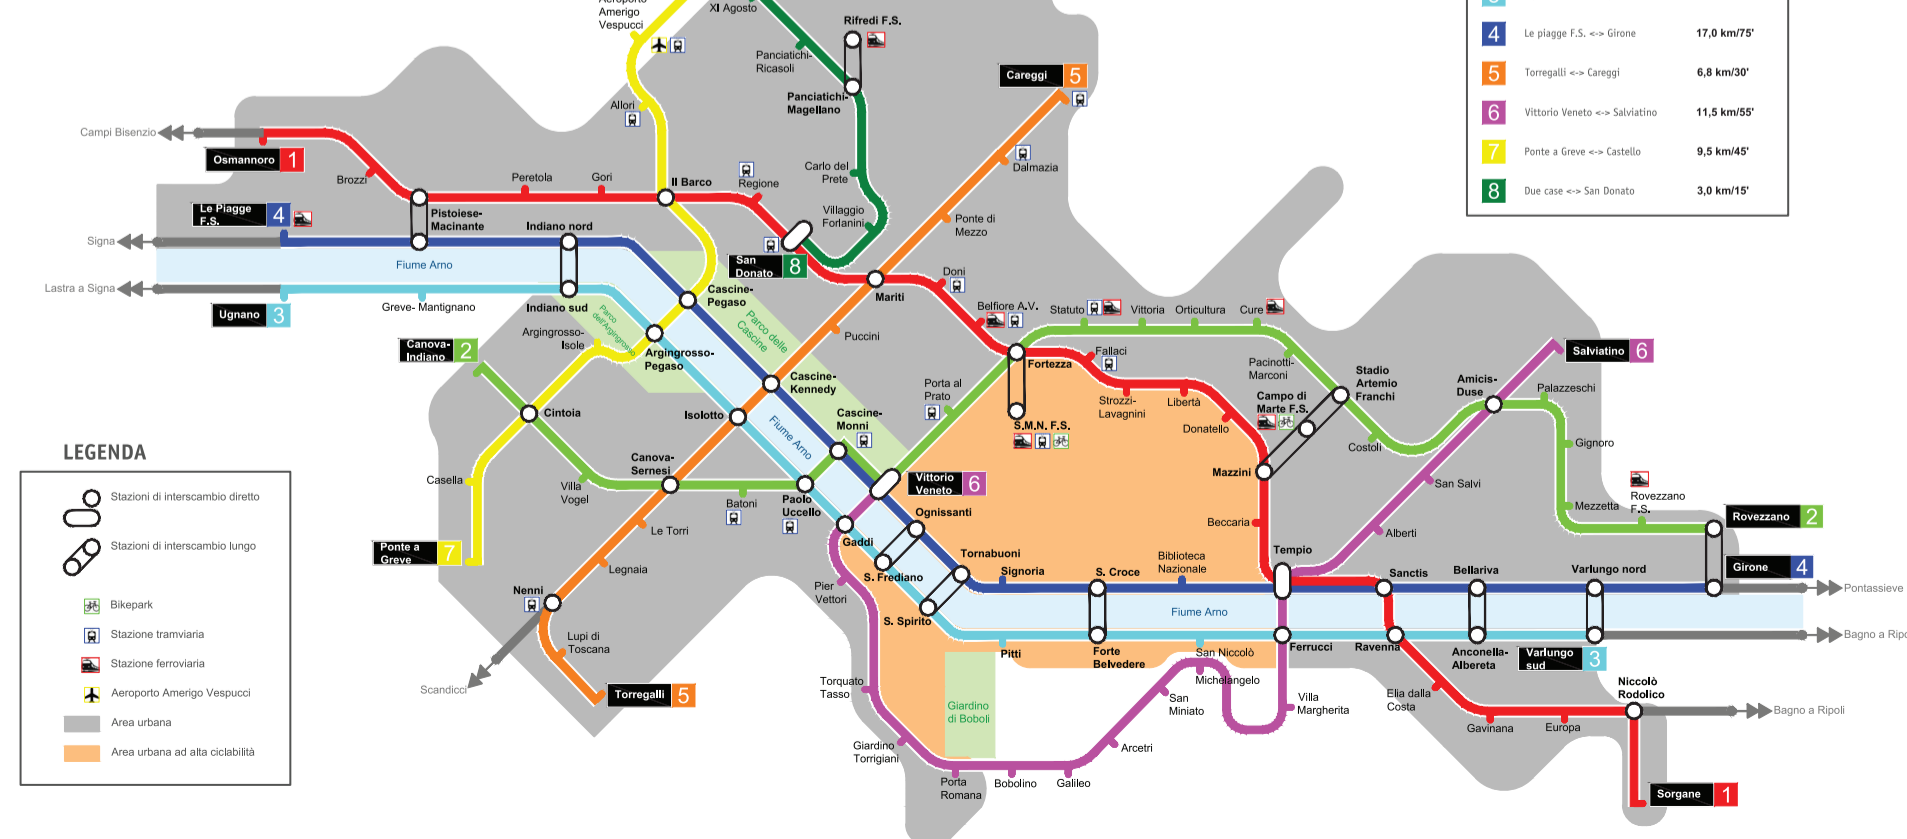 Aeroporto
Amerigo
Vespucci
XI Agosto
Rifredi F.S.
Panciatichi-
Ricasoli
Panciatichi-
Magellano
Careggi 5
Allori
Campi Bisenzio
Osmannoro 1
Brozzi
Peretola
Gori
Il Barco
Regione
Carlo del
Prete
Villaggio
Forlanini
Dalmazia
Ponte di
Mezzo
Le Piagge
F.S. 4
Pistoiese-
Macinante
Indiano nord
Signa
Fiume Arno
San
Donato 8
Mariti
Doni
Lastra a Signa
Ugnano 3
Greve- Mantignano
Indiano sud
Cascine-
Pegaso
Parco
dell'Argingrosso
Parco delle
Cascine
Argingrosso-
Isole
Argingrosso-
Pegaso
Puccini
Belfiore A.V.
Statuto
Vittoria
Orticultura
Cure
Canova-
Indiano 2
Cintoia
Isolotto
Cascine-
Kennedy
Cascine-
Monni
Fiume Arno
Porta al
Prato
Fortezza
Fallaci
S.M.N. F.S.
Strozzi-
Lavagnini
Libertà
Donatello
Pacinotti-
Marconi
Campo di
Marte F.S.
Stadio
Artemio
Franchi
Mazzini
Costoli
Amicis-
Duse
Salviatino 6
Palazzeschi
Gignoro
San Salvi
Mezzetta
Rovezzano
F.S.
Rovezzano 2
Alberti
Casella
Villa
Vogel
Canova-
Sernesi
Batoni
Paolo
Uccello
Vittorio
Veneto 6
Ognissanti
Gaddi
Le Torri
Ponte a
Greve 7
Legnaia
Nenni
Lupi di
Toscana
Scandicci
Torregalli 5
Pier
Vettori
S. Frediano
Tornabuoni
Signoria
S. Croce
Biblioteca
Nazionale
Beccaria
Tempio
Sanctis
Bellariva
Varlungo nord
Girone 4
Pontassieve
Fiume Arno
S. Spirito
Pitti
Forte
Belvedere
San Niccolò
Ferrucci
Ravenna
Anconella-
Albereta
Varlungo
sud 3
Bagno a Ripo
Torquato
Tasso
Giardino
di Boboli
Giardino
Torrigiani
Porta
Romana
Bobolino
Galileo
Arcetri
San
Miniato
Michelangelo
Villa
Margherita
Elia dalla
Costa
Gavinana
Europa
Niccolò
Rodolico
Bagno a Ripoli
Sorgane 1
4 Le piagge F.S. <-> Girone 17,0 km/75'
5 Torregalli <-> Careggi 6,8 km/30'
6 Vittorio Veneto <-> Salviatino 11,5 km/55'
7 Ponte a Greve <-> Castello 9,5 km/45'
8 Due case <-> San Donato 3,0 km/15'
LEGENDA
Stazioni di interscambio diretto
Stazioni di interscambio lungo
Bikepark
Stazione tramviaria
Stazione ferroviaria
Aeroporto Amerigo Vespucci
Area urbana
Area urbana ad alta ciclabilità